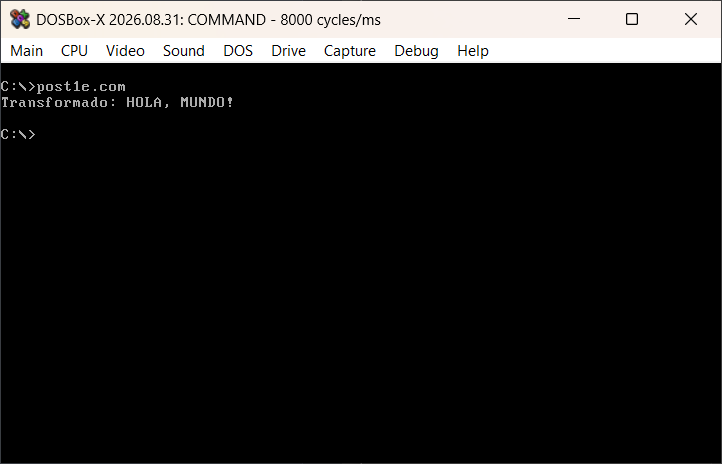 DOSBox-X 2026.08.31: COMMAND - 8000 cycles/ms
Main CPU Video Sound DOS Drive Capture Debug Help
C:\>post1e.com
Transformado: HOLA, MUNDO!
C:\>